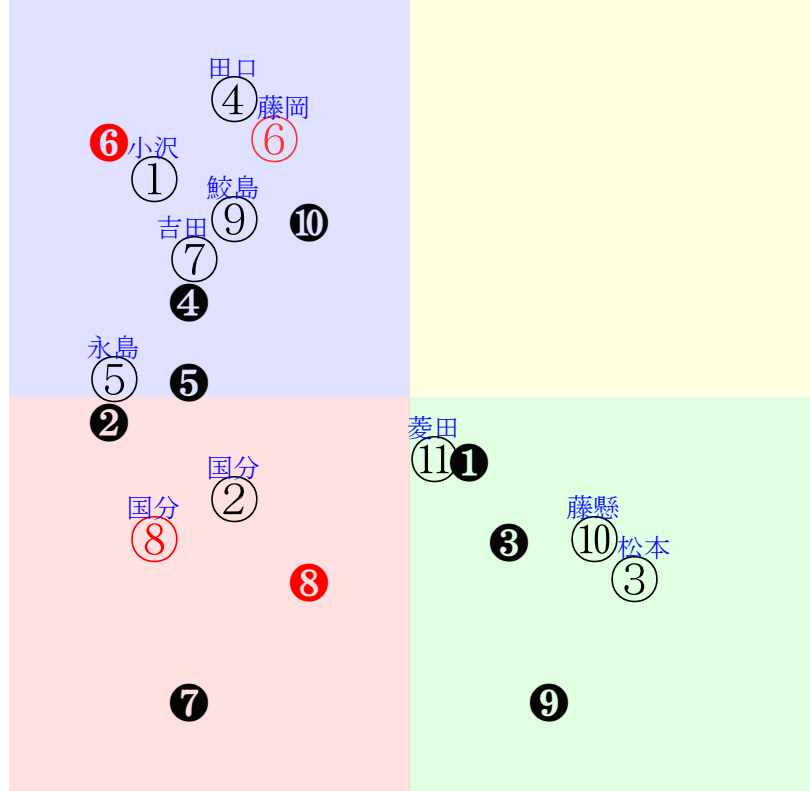 田口
④
藤岡
⑥
❻
小沢
①
鮫島
⑨
❿
吉田
⑦
❹
永島
⑤
❺
❷
菱田
⑪
❶
国分
②
国分
⑧
藤懸
⑩
❸
松本
③
❽
❼
❾